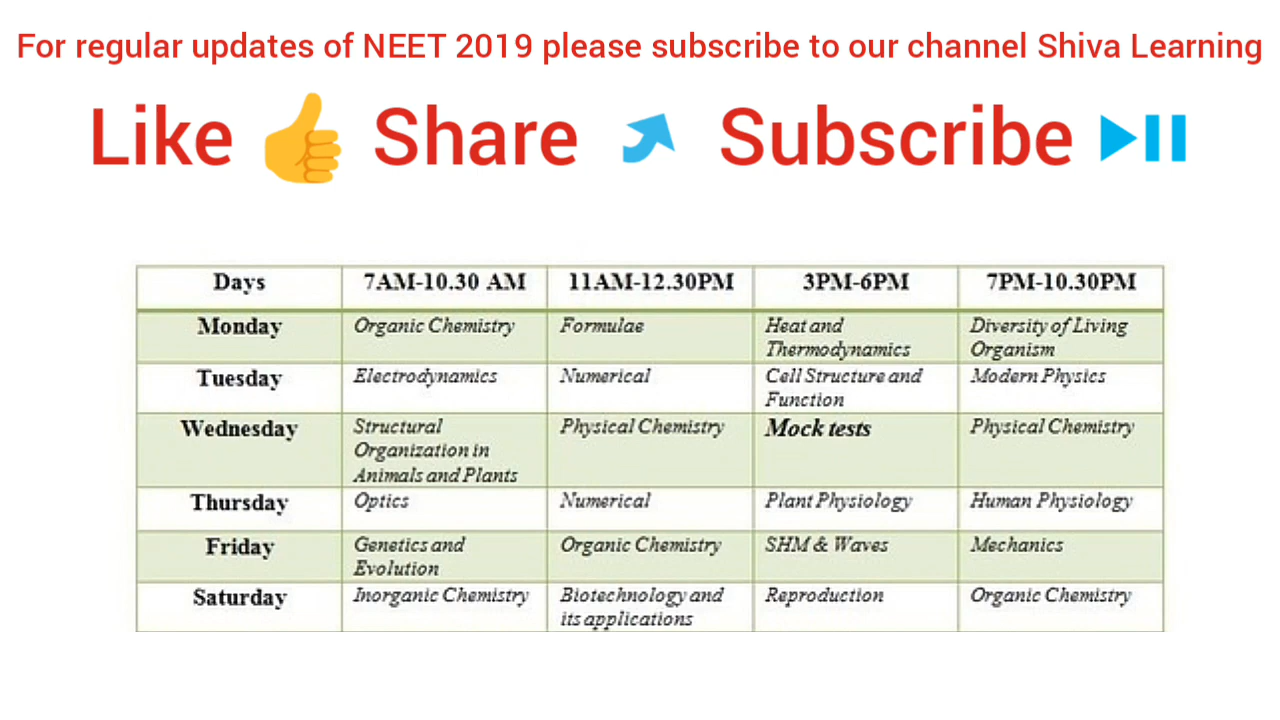 For regular updates of NEET 2019 please subscribe to our channel Shiva Learning
Like 👍 Share Subscribe
Days 7AM-10.30 AM 11AM-12.30PM 3PM-6PM 7PM-10.30PM
Monday Organic Chemistry Formulae Heat and Thermodynamics Diversity of Living Organism
Tuesday Electrodynamics Numerical Cell Structure and Function Modern Physics
Wednesday Structural Organization in Animals and Plants Physical Chemistry Mock tests Physical Chemistry
Thursday Optics Numerical Plant Physiology Human Physiology
Friday Genetics and Evolution Organic Chemistry SHM & Waves Mechanics
Saturday Inorganic Chemistry Biotechnology and its applications Reproduction Organic Chemistry